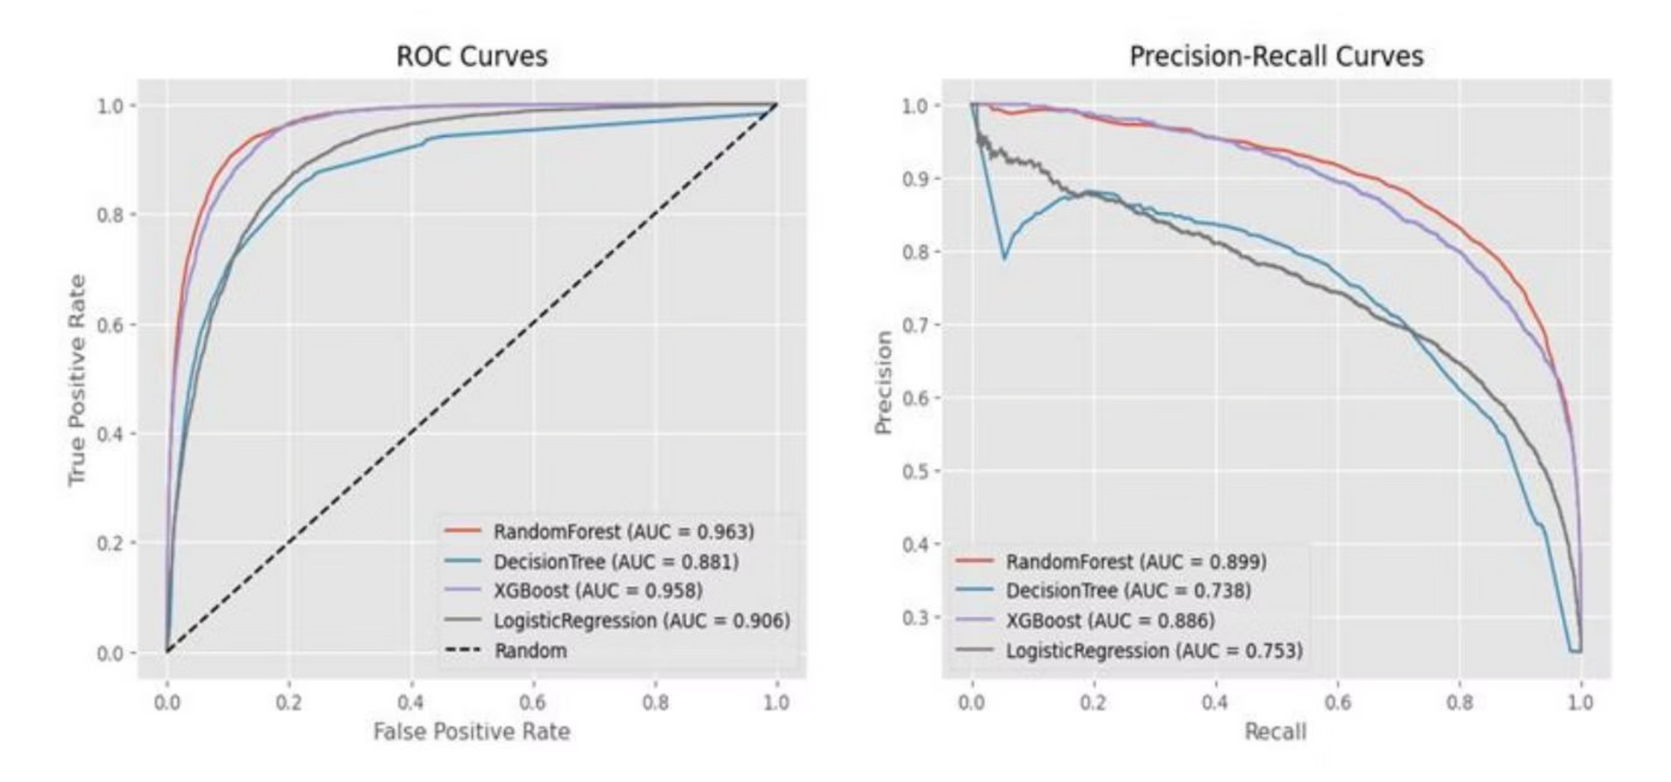 ROC Curves
True Positive Rate
1.0
0.8
0.6
0.4
0.2
0.0
RandomForest (AUC = 0.963)
DecisionTree (AUC = 0.881)
XGBoost (AUC = 0.958)
LogisticRegression (AUC = 0.906)
Random
0.0 0.2 0.4 0.6 0.8 1.0
False Positive Rate
Precision-Recall Curves
Precision
1.0
0.9
0.8
0.7
0.6
0.5
0.4
0.3
RandomForest (AUC = 0.899)
DecisionTree (AUC = 0.738)
XGBoost (AUC = 0.886)
LogisticRegression (AUC = 0.753)
0.0 0.2 0.4 0.6 0.8 1.0
Recall